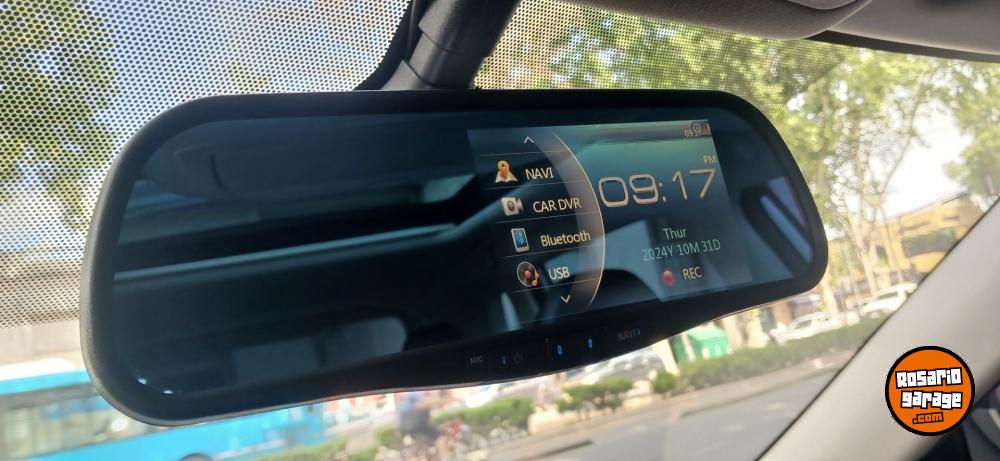 09
NAVI
CAR DVR
Bluetooth
USB
PM
09:17
Thur
2024Y 10M 31D
REC
MIC
NAVI
Rosario
garage
.com